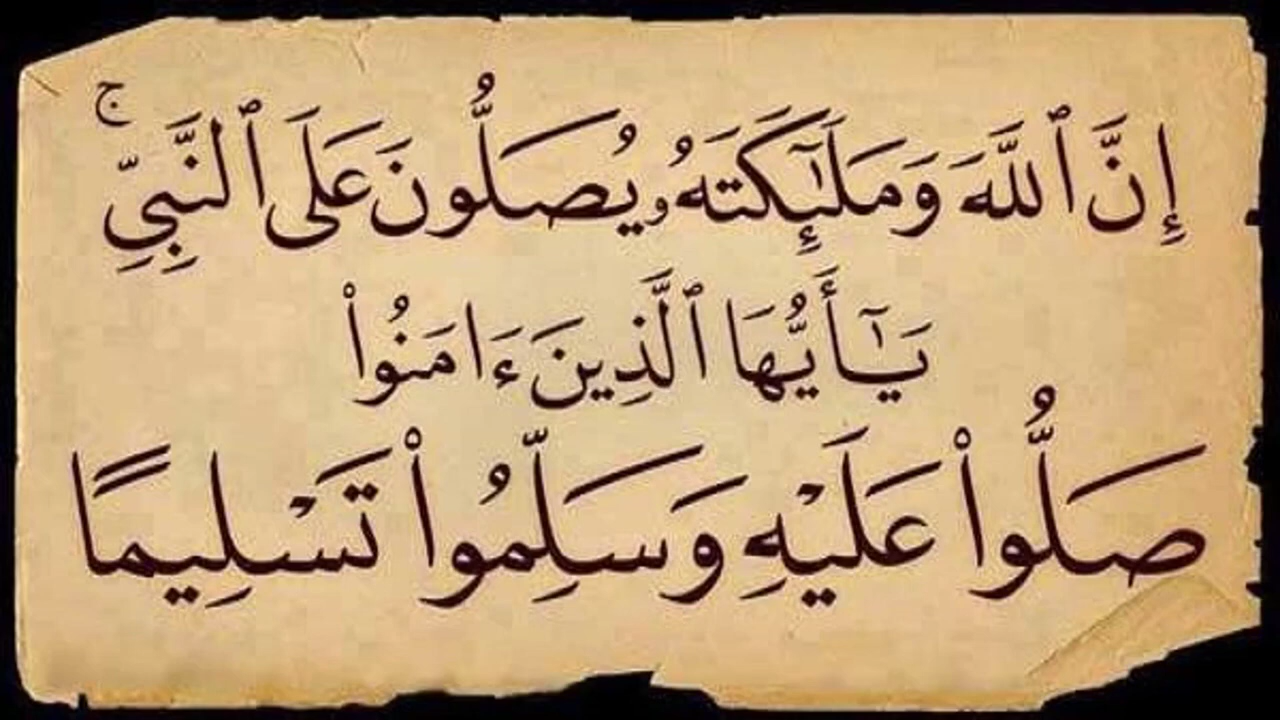 إِنَّ ٱللَّهَ وَمَلَـٰٓئِكَتَهُۥ يُصَلُّونَ عَلَى ٱلنَّبِىِّ ۚ
يَـٰٓأَيُّهَا ٱلَّذِينَ ءَامَنُوا۟
صَلُّوا۟ عَلَيْهِ وَسَلِّمُوا۟ تَسْلِيمًا